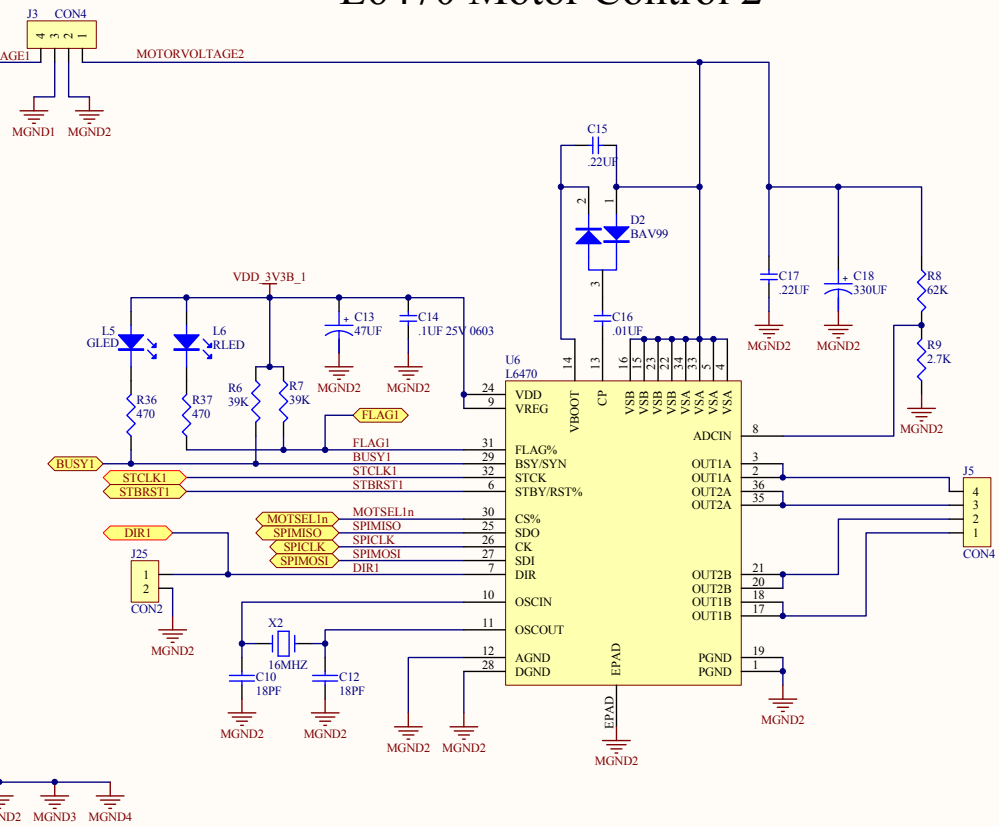 L6470 Motor Control 2
J3 CON4
4 3 2 1
AGE1
MOTORVOLTAGE2
MGND1 MGND2
C15
.22UF
2 1
D2
BAV99
3
C16
.01UF
C17
.22UF
C18
330UF
+
R8
62K
R9
2.7K
MGND2 MGND2
MGND2
VDD_3V3B_1
L5
GLED
L6
RLED
C13
47UF
+
C14
.1UF 25V 0603
MGND2 MGND2
R36
470
R37
470
R6
39K
R7
39K
FLAG1
BUSY1
STCLK1
STBRST1
MOTSEL1n
SPIMISO
SPICLK
SPIMOSI
DIR1
FLAG1
BUSY1
STCLK1
STBRST1
MOTSEL1n
SPIMISO
SPICLK
SPIMOSI
DIR1
J25
1
2
CON2
MGND2
X2
16MHZ
C10
18PF
C12
18PF
MGND2 MGND2
MGND2 MGND2
U6
L6470
14 13 16 15 23 22 34 33 5 4
VBOOT CP VSB VSB VSB VSB VSA VSA VSA VSA
24 VDD
9 VREG
31 FLAG%
29 BSY/SYN
32 STCK
6 STBY/RST%
30 CS%
25 SDO
26 CK
27 SDI
7 DIR
10 OSCIN
11 OSCOUT
12 AGND
28 DGND
ADCIN 8
OUT1A 3
OUT1A 2
OUT2A 36
OUT2A 35
OUT2B 21
OUT2B 20
OUT1B 18
OUT1B 17
PGND 19
PGND 1
EPAD
EPAD
MGND2
MGND2
J5
4
3
2
1
CON4
ND2 MGND3 MGND4